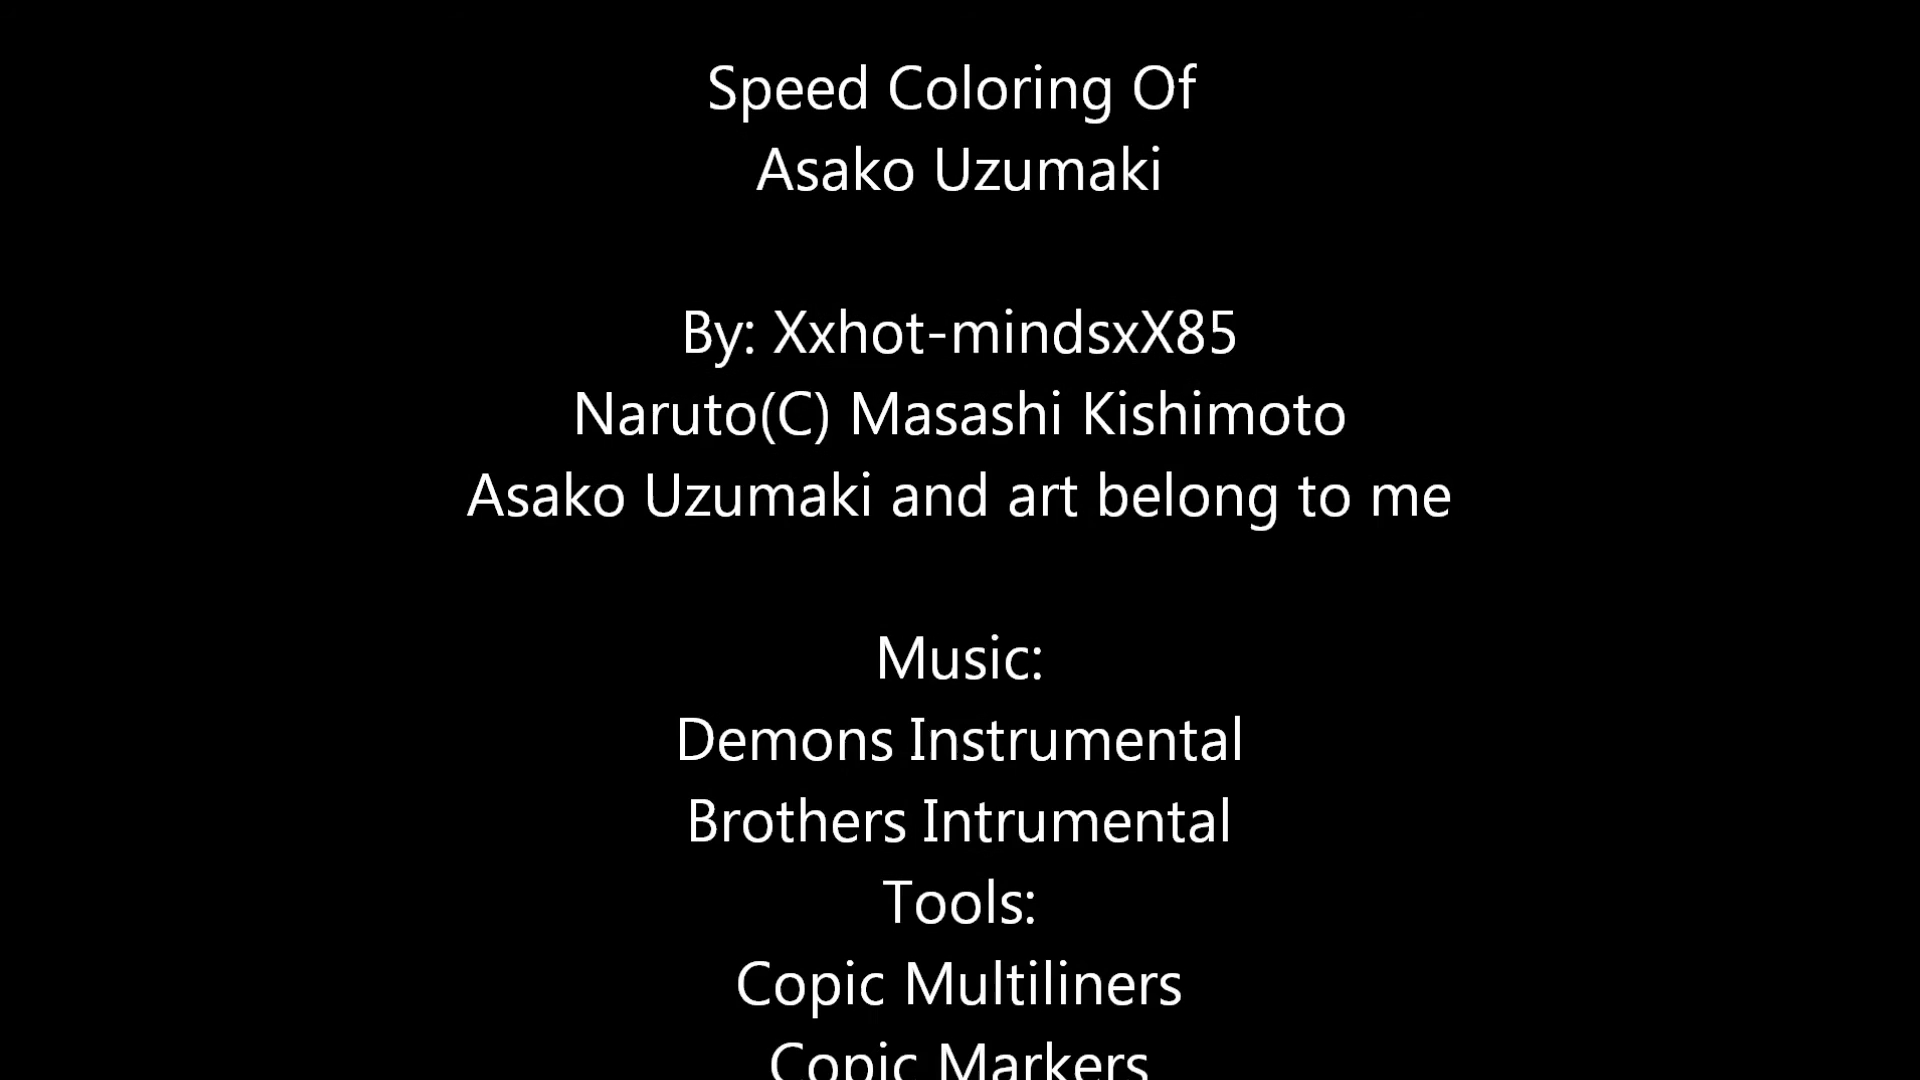 Speed Coloring Of
Asako Uzumaki
By: Xxhot-mindsxX85
Naruto(C) Masashi Kishimoto
Asako Uzumaki and art belong to me
Music:
Demons Instrumental
Brothers Intrumental
Tools:
Copic Multiliners
Copic Markers